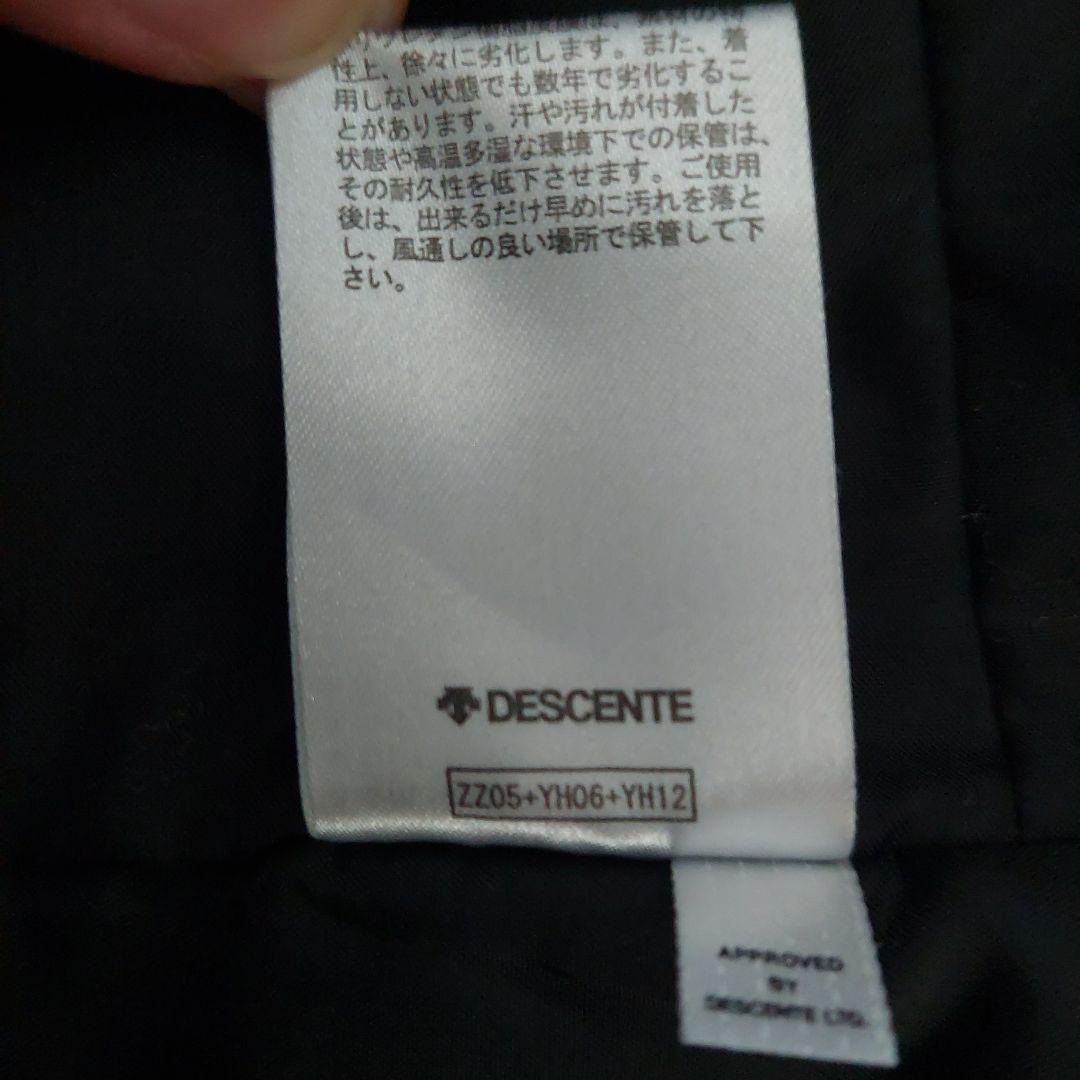 性上、徐々に劣化します。また、着
用しない状態でも数年で劣化するこ
とがあります。汗や汚れが付着した
状態や高温多湿な環境下での保管は、
その耐久性を低下させます。ご使用
後は、出来るだけ早めに汚れを落と
し、風通しの良い場所で保管して下
さい。
DESCENTE
ZZ05+YH06+YH12
APPROVED
BY
DESCENTE LTD.